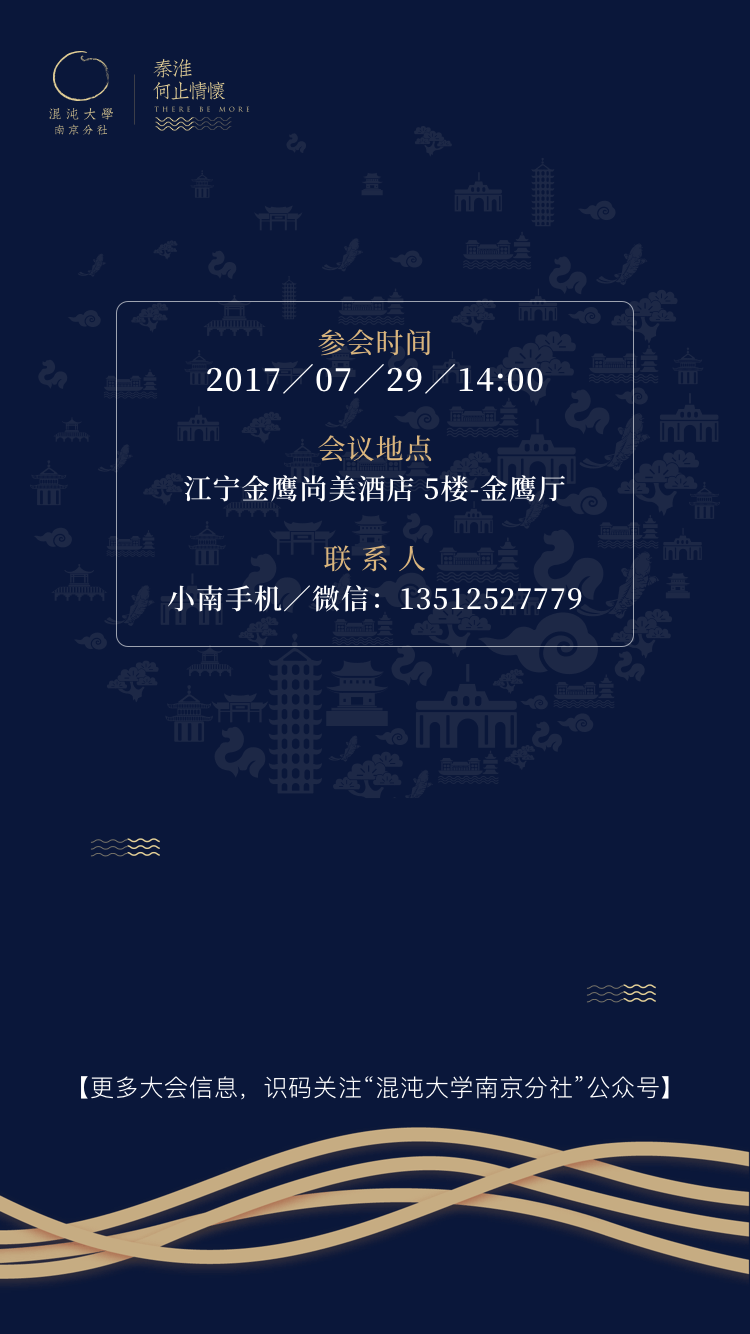 混沌大學
南京分社
秦淮
何止情懷
THERE BE MORE
参会时间
2017／07／29／14:00
会议地点
江宁金鹰尚美酒店 5楼-金鹰厅
联 系 人
小南手机／微信：13512527779
【更多大会信息，识码关注“混沌大学南京分社”公众号】